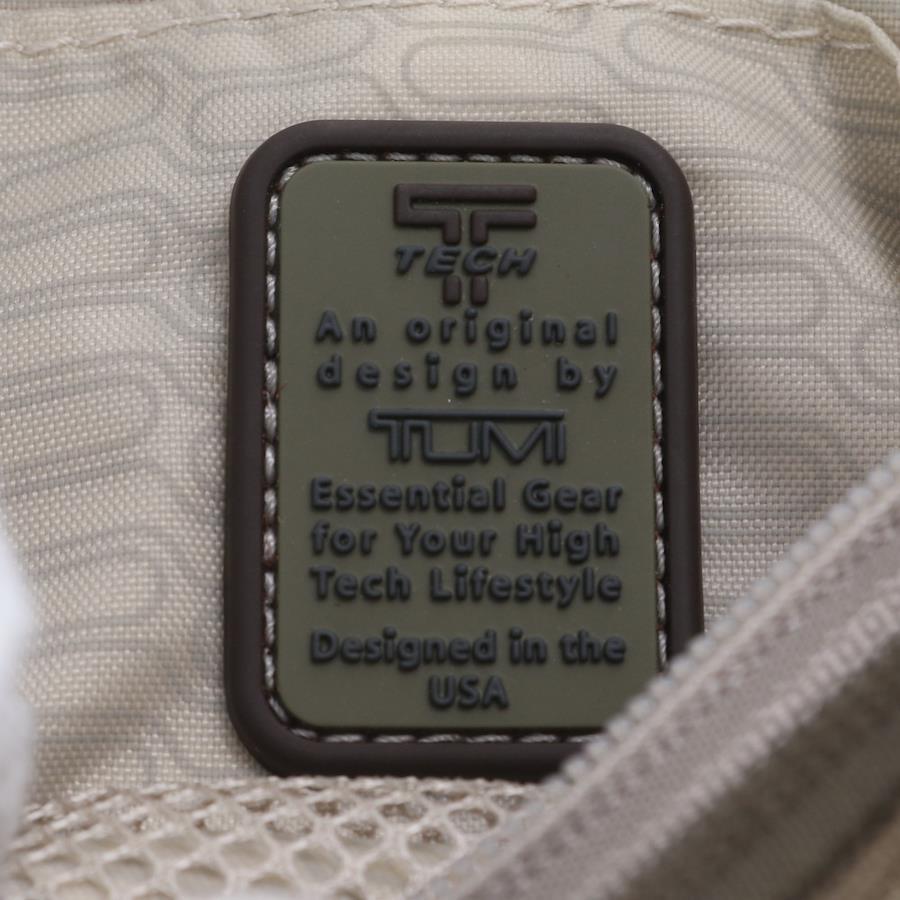 TECH
An original
design by
TUMI
Essential Gear
for Your High
Tech Lifestyle
Designed in the
USA